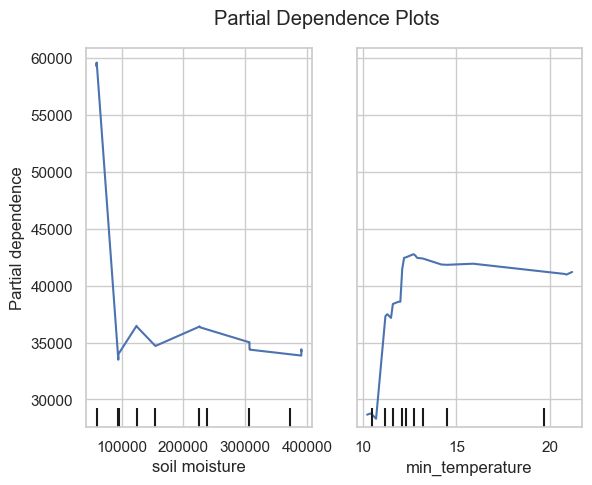 Partial Dependence Plots
60000
55000
50000
45000
40000
35000
30000
Partial dependence
100000 200000 300000 400000
soil moisture
10 15 20
min_temperature